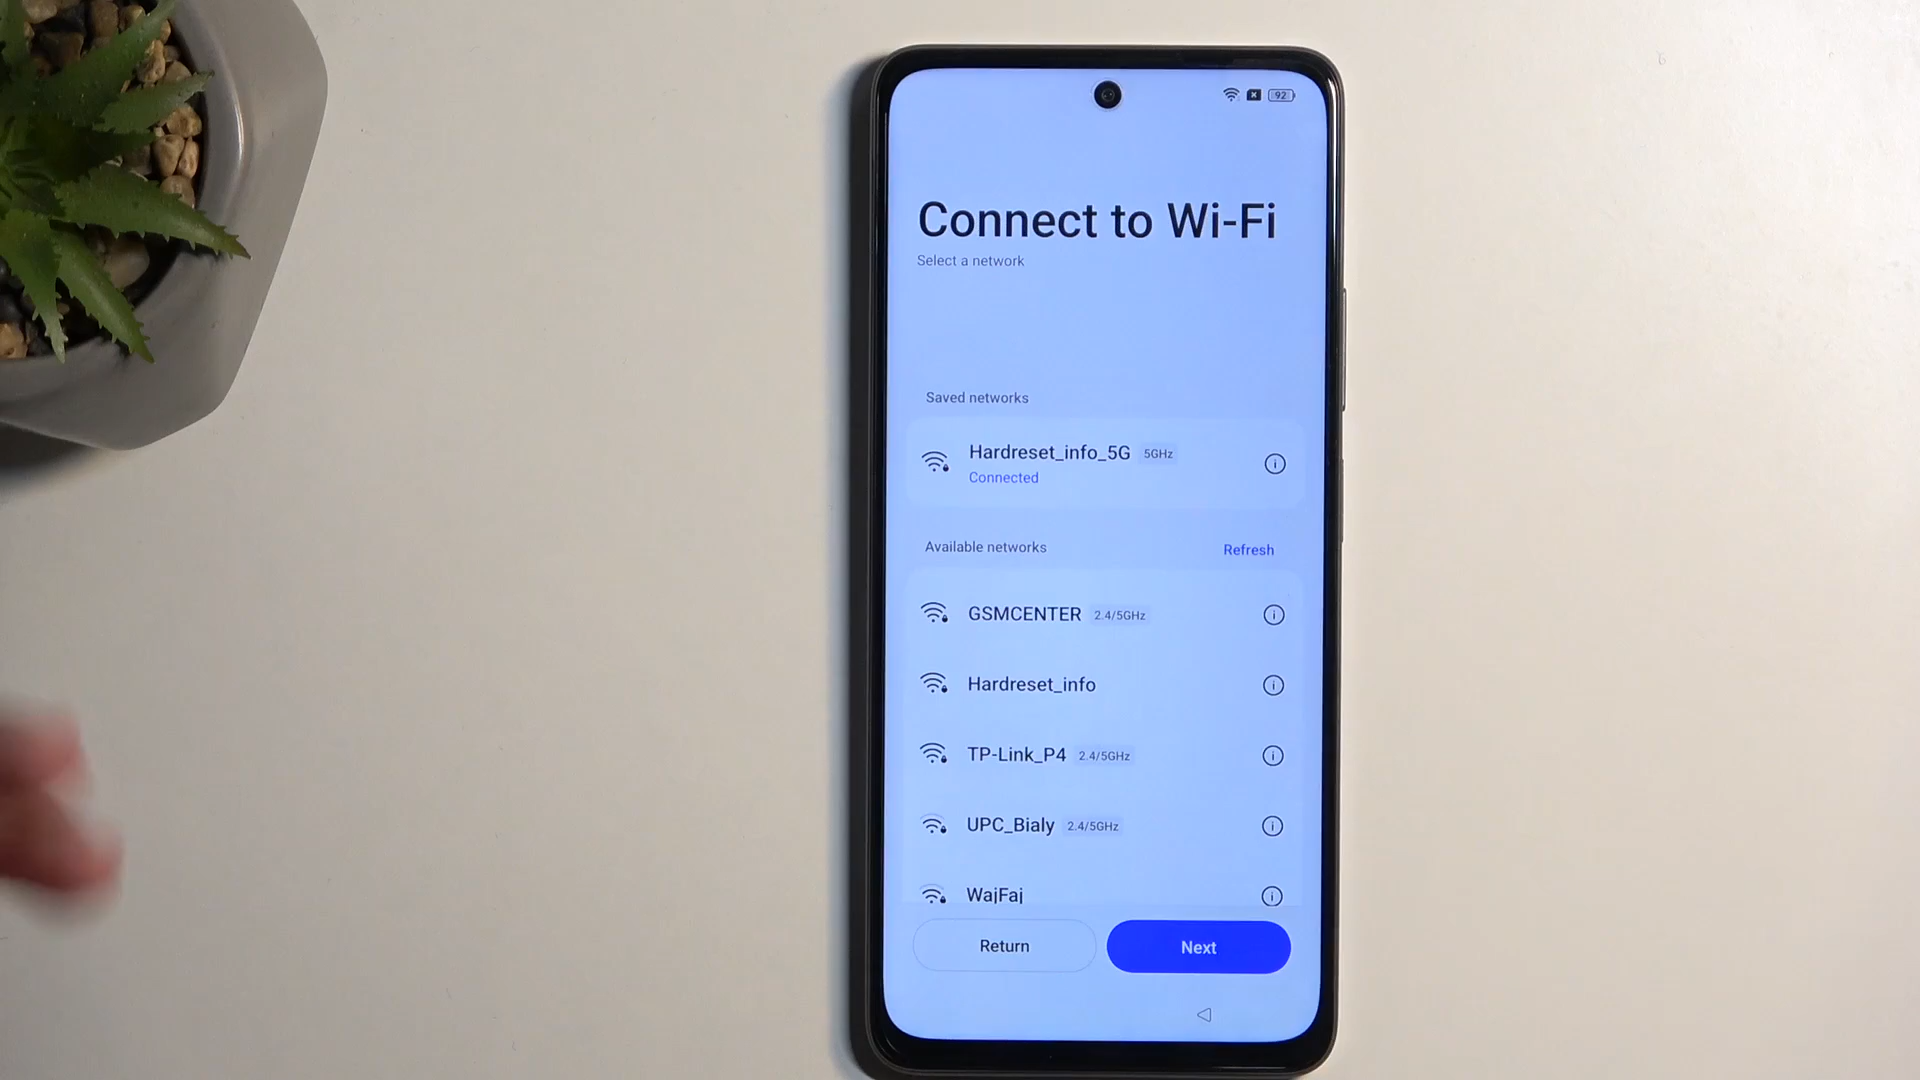 92
Connect to Wi-Fi
Select a network
Saved networks
Hardreset_info_5G 5GHz
Connected
Available networks Refresh
GSMCENTER 2.4/5GHz
Hardreset_info
TP-Link_P4 2.4/5GHz
UPC_Bialy 2.4/5GHz
WajFaj
Return Next